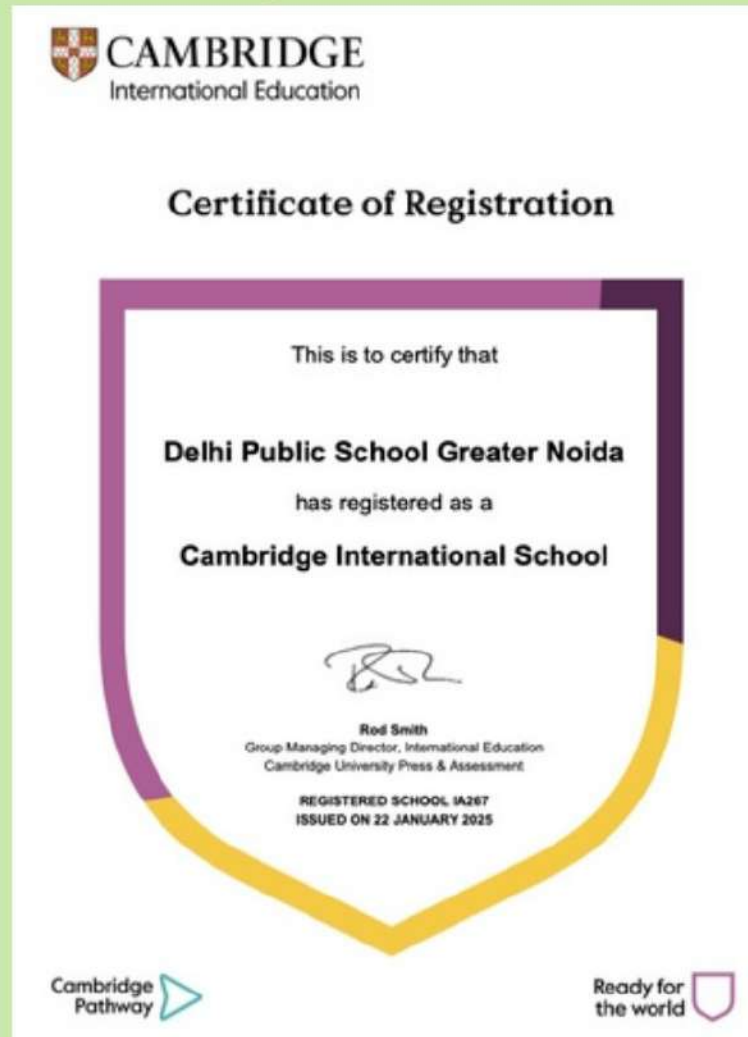 CAMBRIDGE
International Education
Certificate of Registration
This is to certify that
Delhi Public School Greater Noida
has registered as a
Cambridge International School
Rod Smith
Group Managing Director, International Education
Cambridge University Press & Assessment
REGISTERED SCHOOL IA267
ISSUED ON 22 JANUARY 2025
Cambridge
Pathway
Ready for
the world